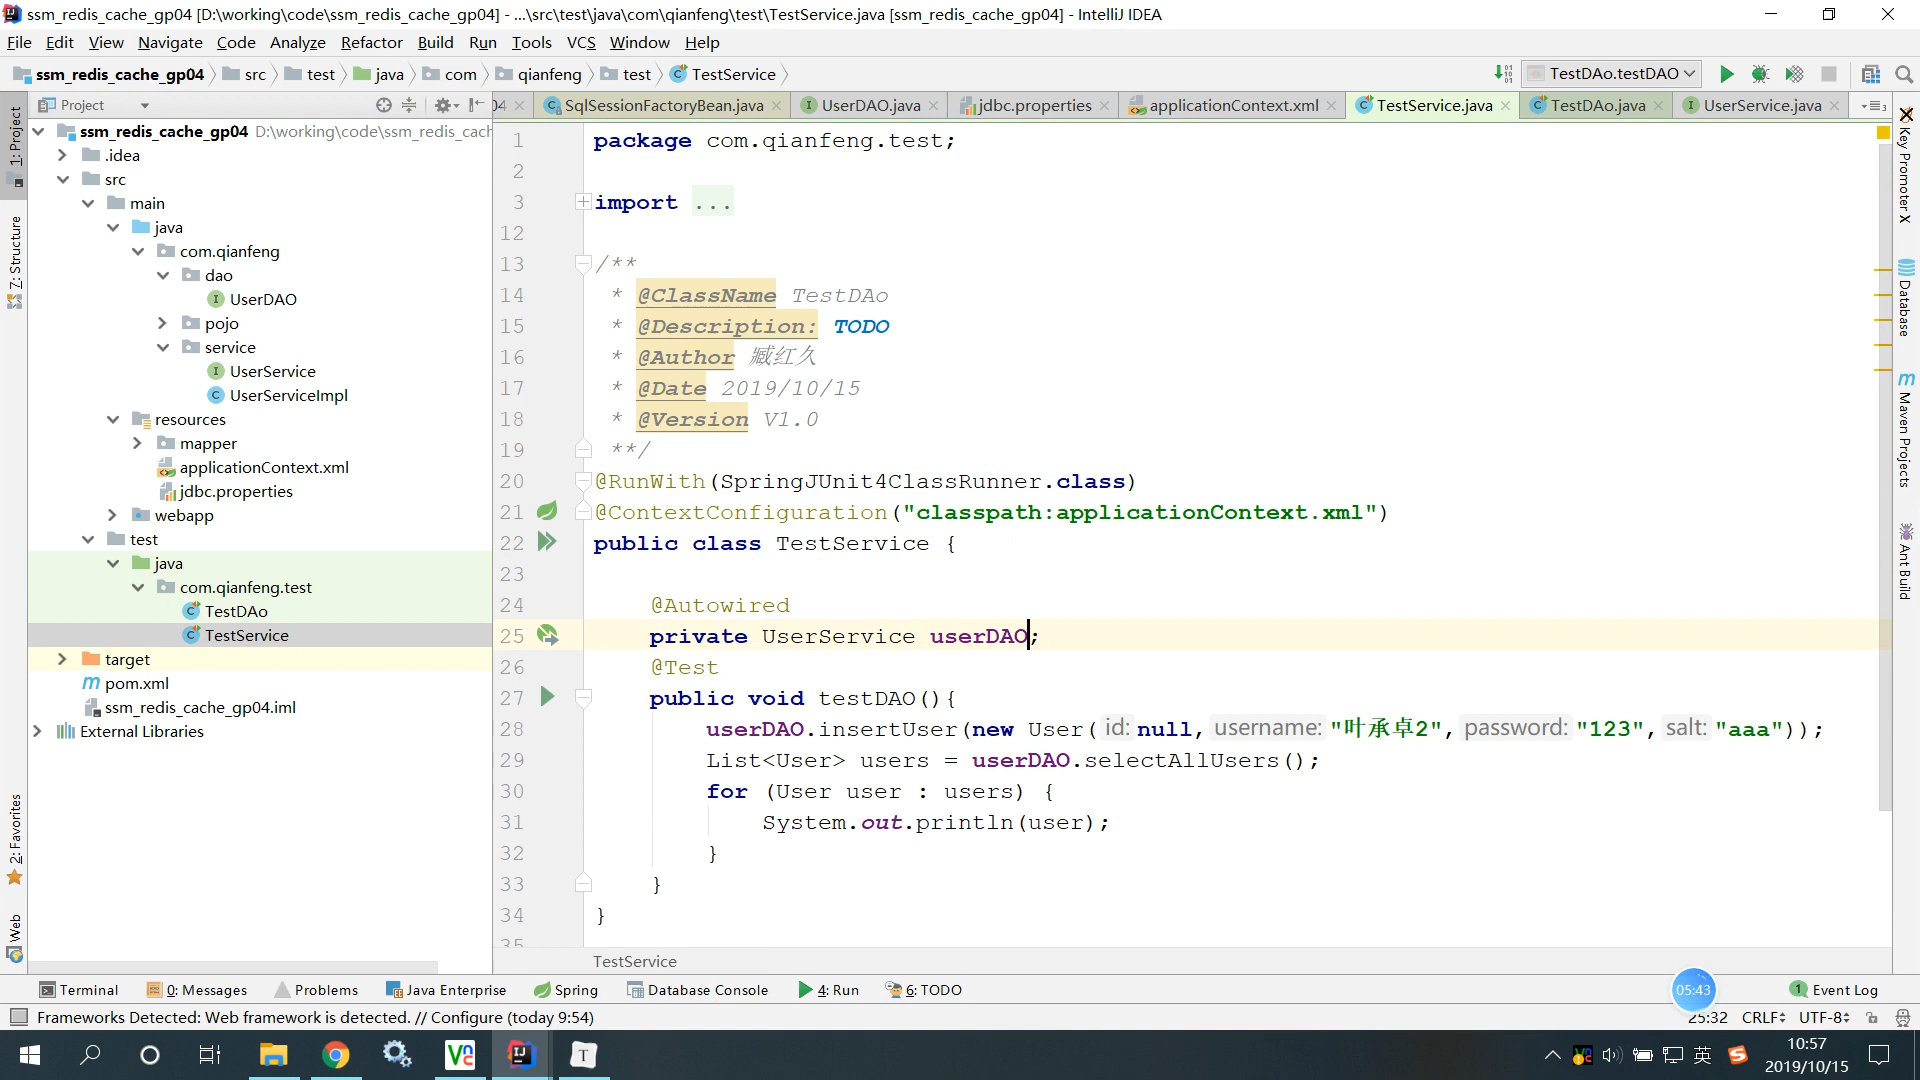 ssm_redis_cache_gp04 [D:\working\code\ssm_redis_cache_gp04] - ...\src\test\java\com\qianfeng\test\TestService.java [ssm_redis_cache_gp04] - IntelliJ IDEA
File Edit View Navigate Code Analyze Refactor Build Run Tools VCS Window Help
ssm_redis_cache_gp04 src test java com qianfeng test TestService TestDAo.testDAO
Project 04 SqlSessionFactoryBean.java UserDAO.java jdbc.properties applicationContext.xml TestService.java TestDAo.java UserService.java
1: Project
7: Structure
2: Favorites
Web
ssm_redis_cache_gp04 D:\working\code\ssm_redis_cach
.idea
src
main
java
com.qianfeng
dao
UserDAO
pojo
service
UserService
UserServiceImpl
resources
mapper
applicationContext.xml
jdbc.properties
webapp
test
java
com.qianfeng.test
TestDAo
TestService
target
pom.xml
ssm_redis_cache_gp04.iml
External Libraries
1 package com.qianfeng.test;
2
3 import ...
12
13 /**
14 * @ClassName TestDAo
15 * @Description: TODO
16 * @Author 臧红久
17 * @Date 2019/10/15
18 * @Version V1.0
19 **/
20 @RunWith(SpringJUnit4ClassRunner.class)
21 @ContextConfiguration("classpath:applicationContext.xml")
22 public class TestService {
23
24 @Autowired
25 private UserService userDAO;
26 @Test
27 public void testDAO(){
28 userDAO.insertUser(new User( id: null, username: "叶承卓2", password: "123", salt: "aaa"));
29 List<User> users = userDAO.selectAllUsers();
30 for (User user : users) {
31 System.out.println(user);
32 }
33 }
34 }
35
TestService
Key Promoter X
Database
Maven Projects
Ant Build
Terminal 0: Messages Problems Java Enterprise Spring Database Console 4: Run 6: TODO 05:43 1 Event Log
Frameworks Detected: Web framework is detected. // Configure (today 9:54) 25:32 CRLF UTF-8
英 10:57
2019/10/15